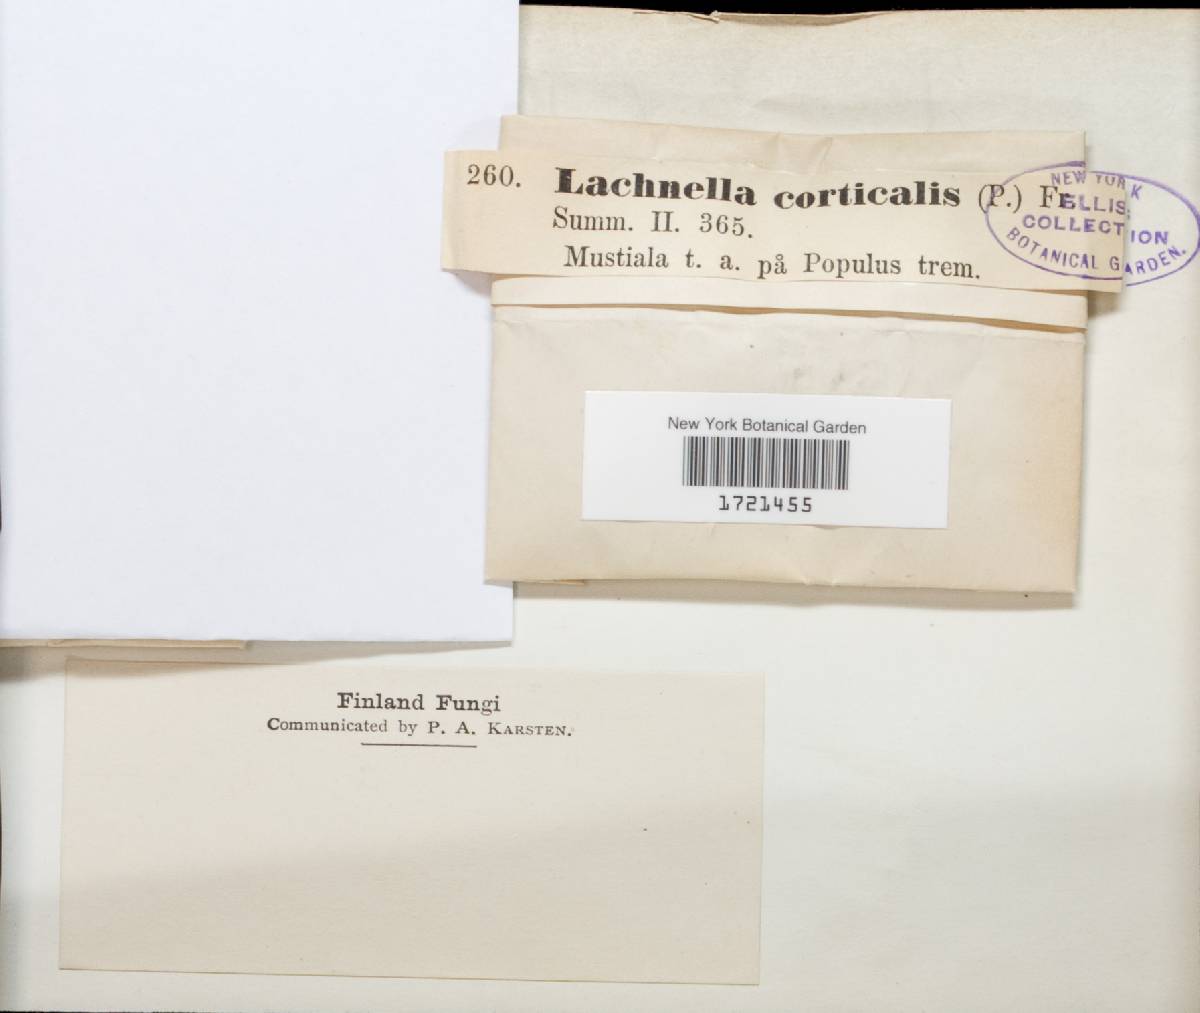 260. Lachnella corticalis (P.) Fr.
Summ. II. 365.
Mustiala t. a. på Populus trem.
NEW YORK
ELLIS
COLLECTION
BOTANICAL GARDEN.
New York Botanical Garden
1721455
Finland Fungi
Communicated by P. A. KARSTEN.